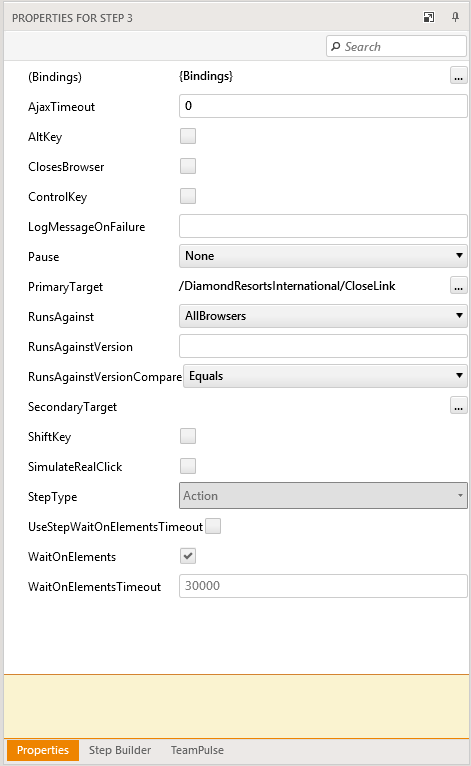 PROPERTIES FOR STEP 3
Search
(Bindings) {Bindings} ...
AjaxTimeout 0
AltKey
ClosesBrowser
ControlKey
LogMessageOnFailure
Pause None
PrimaryTarget /DiamondResortsInternational/CloseLink ...
RunsAgainst AllBrowsers
RunsAgainstVersion
RunsAgainstVersionCompare Equals
SecondaryTarget ...
ShiftKey
SimulateRealClick
StepType Action
UseStepWaitOnElementsTimeout
WaitOnElements
WaitOnElementsTimeout 30000
Properties Step Builder TeamPulse